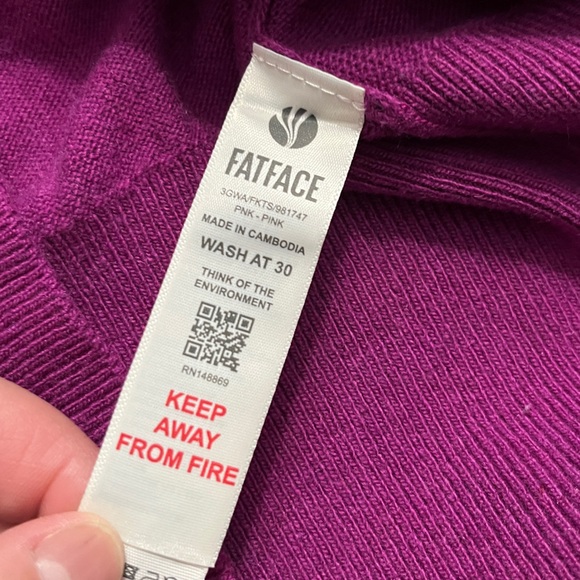 FATFACE
3GWA/FKTS/981747
PNK - PINK
MADE IN CAMBODIA
WASH AT 30
THINK OF THE
ENVIRONMENT
RN148869
KEEP
AWAY
FROM FIRE